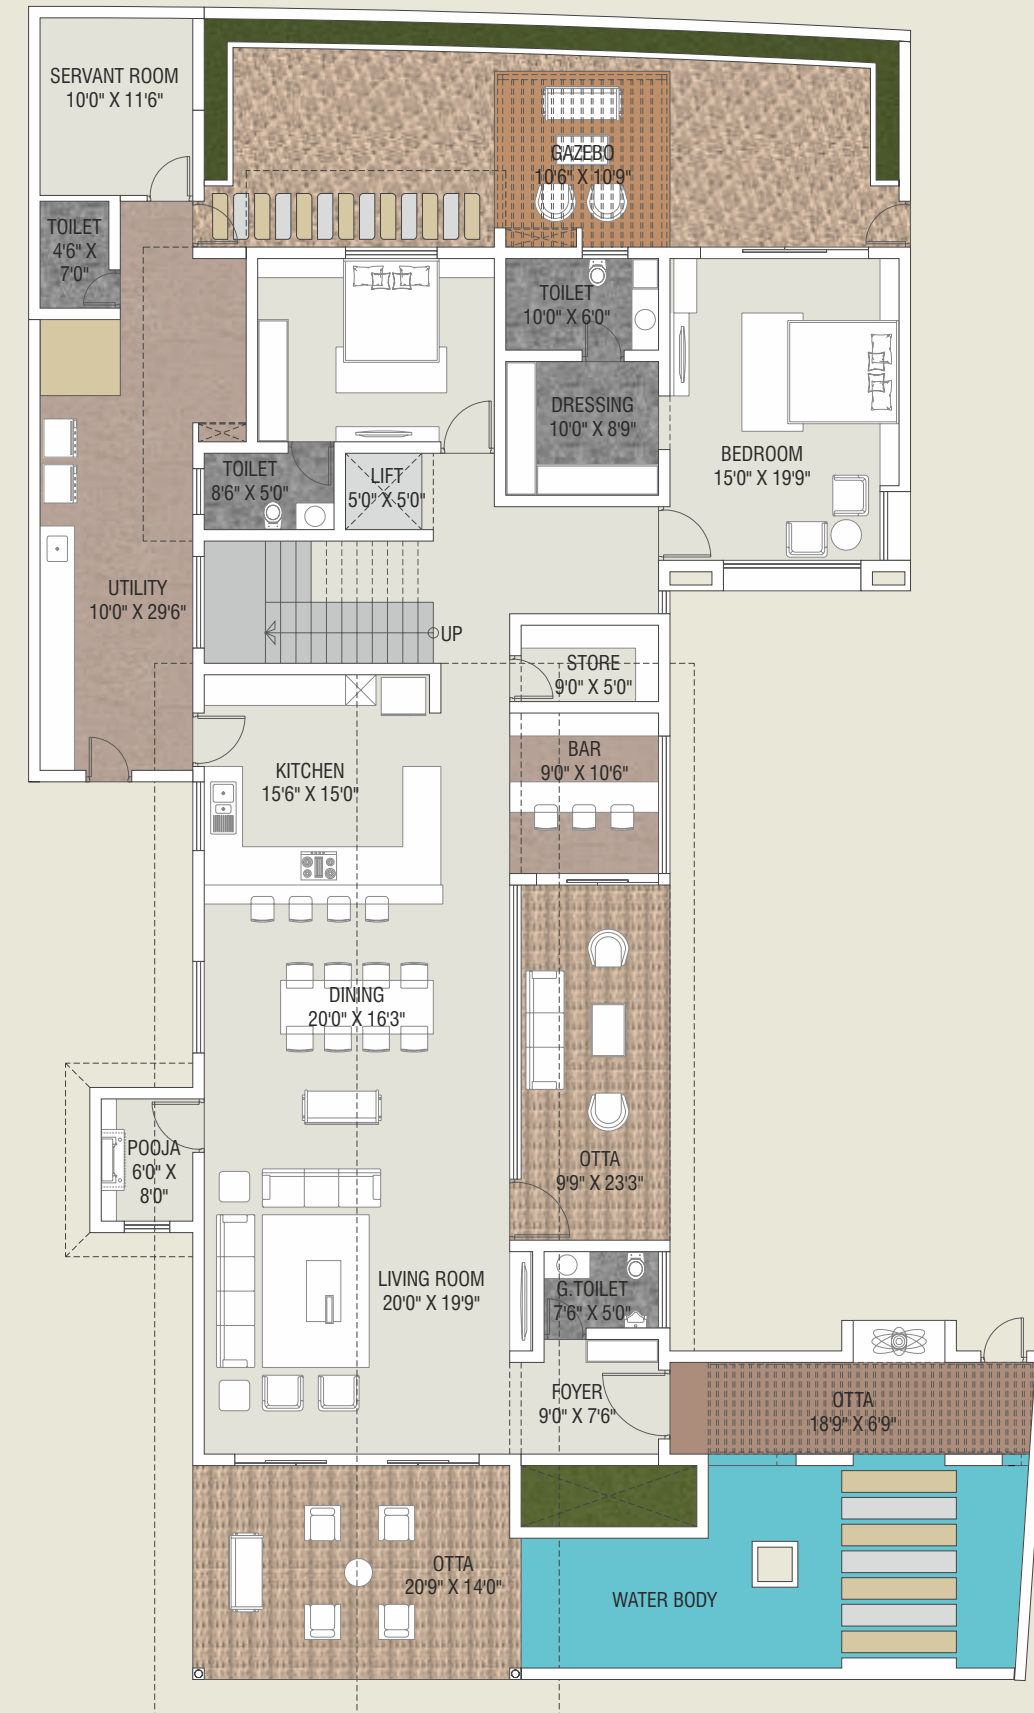 SERVANT ROOM
10'0" X 11'6"
GAZEBO
10'6" X 10'9"
TOILET
4'6" X
7'0"
TOILET
10'0" X 6'0"
DRESSING
10'0" X 8'9"
BEDROOM
15'0" X 19'9"
TOILET
8'6" X 5'0"
LIFT
5'0" X 5'0"
UTILITY
10'0" X 29'6"
UP
STORE
9'0" X 5'0"
BAR
9'0" X 10'6"
KITCHEN
15'6" X 15'0"
DINING
20'0" X 16'3"
POOJA
6'0" X
8'0"
OTTA
9'9" X 23'3"
LIVING ROOM
20'0" X 19'9"
G.TOILET
7'6" X 5'0"
FOYER
9'0" X 7'6"
OTTA
18'9" X 6'9"
OTTA
20'9" X 14'0"
WATER BODY